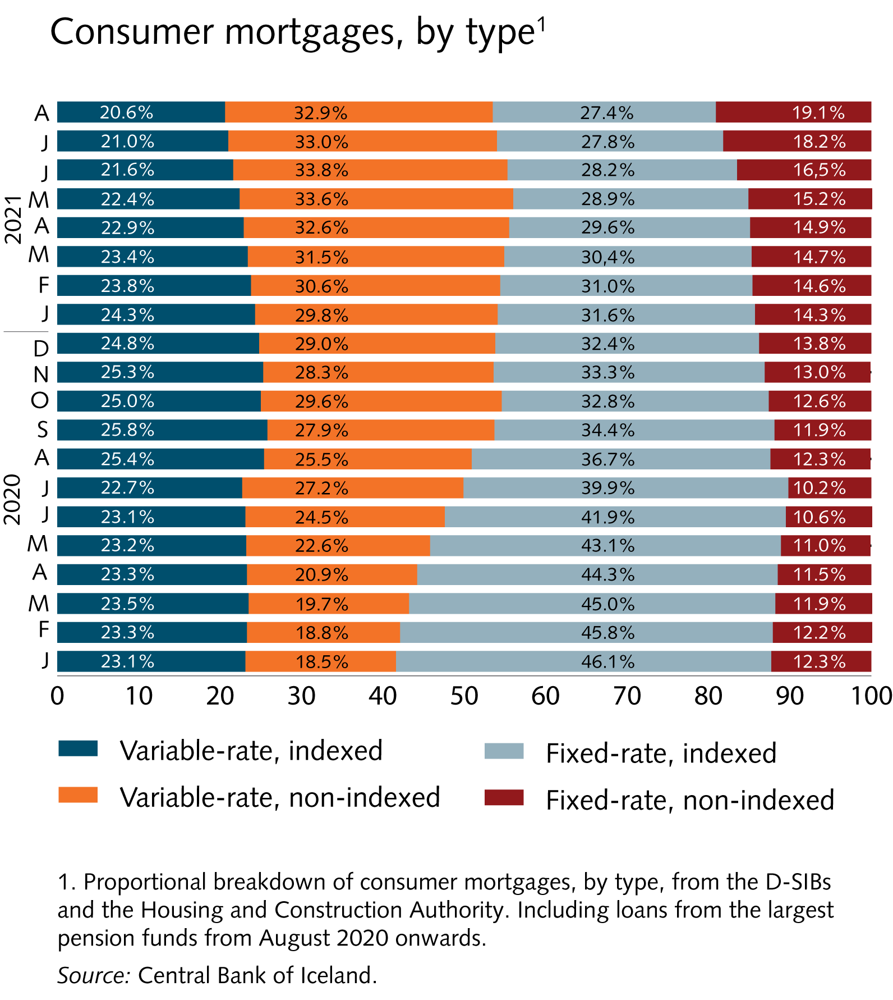 Consumer mortgages, by type¹
2021
A 20.6% 32.9% 27.4% 19.1%
J 21.0% 33.0% 27.8% 18.2%
J 21.6% 33.8% 28.2% 16,5%
M 22.4% 33.6% 28.9% 15.2%
A 22.9% 32.6% 29.6% 14.9%
M 23.4% 31.5% 30,4% 14.7%
F 23.8% 30.6% 31.0% 14.6%
J 24.3% 29.8% 31.6% 14.3%
2020
D 24.8% 29.0% 32.4% 13.8%
N 25.3% 28.3% 33.3% 13.0%
O 25.0% 29.6% 32.8% 12.6%
S 25.8% 27.9% 34.4% 11.9%
A 25.4% 25.5% 36.7% 12.3%
J 22.7% 27.2% 39.9% 10.2%
J 23.1% 24.5% 41.9% 10.6%
M 23.2% 22.6% 43.1% 11.0%
A 23.3% 20.9% 44.3% 11.5%
M 23.5% 19.7% 45.0% 11.9%
F 23.3% 18.8% 45.8% 12.2%
J 23.1% 18.5% 46.1% 12.3%
0 10 20 30 40 50 60 70 80 90 100
Variable-rate, indexed
Fixed-rate, indexed
Variable-rate, non-indexed
Fixed-rate, non-indexed
1. Proportional breakdown of consumer mortgages, by type, from the D-SIBs
and the Housing and Construction Authority. Including loans from the largest
pension funds from August 2020 onwards.
Source: Central Bank of Iceland.